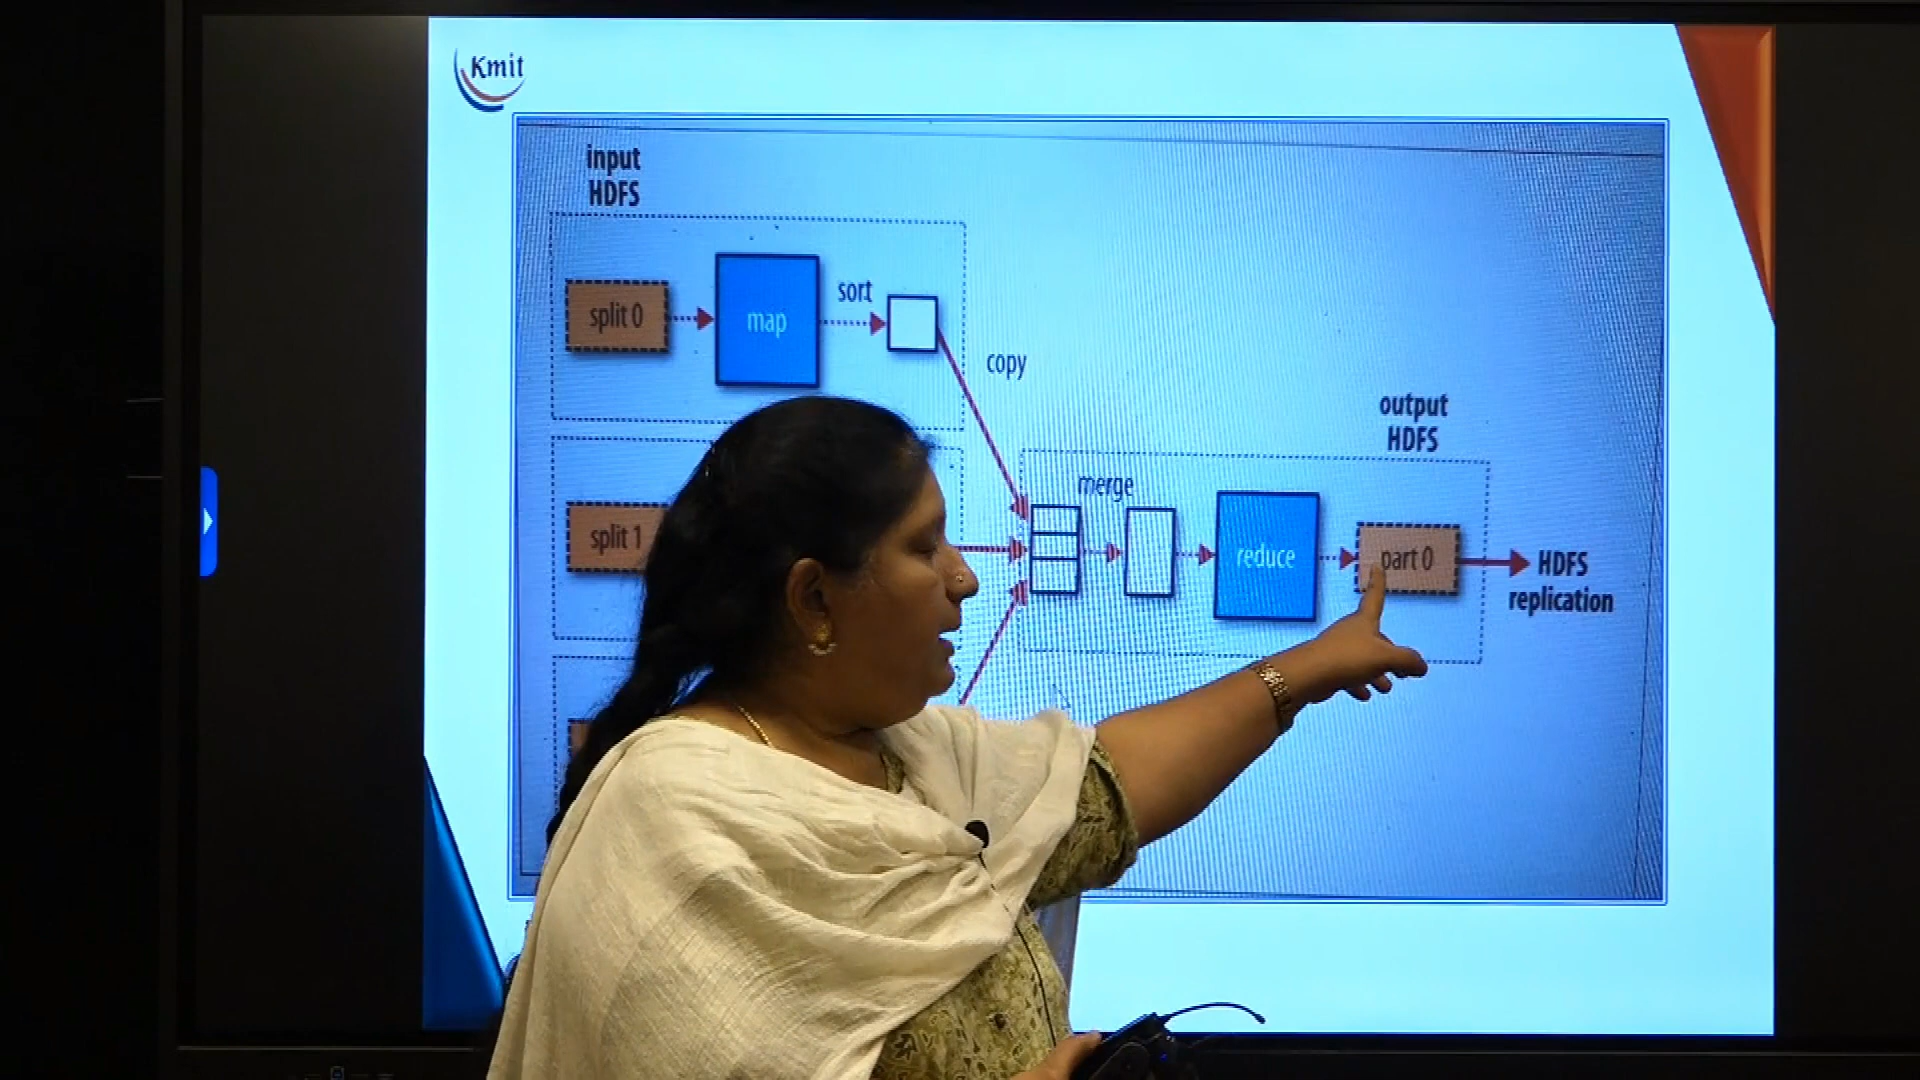 Kmit
input
HDFS
split 0
map
sort
copy
output
HDFS
split 1
merge
reduce
part 0
HDFS
replication